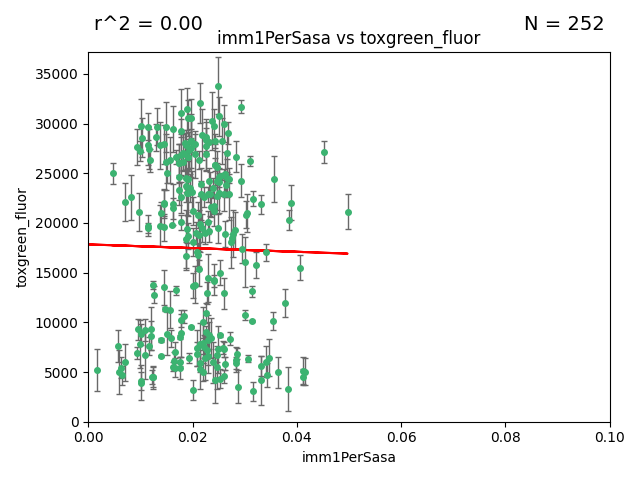 r^2 = 0.00
N = 252
imm1PerSasa vs toxgreen_fluor
35000
30000
25000
20000
15000
10000
5000
0
toxgreen_fluor
0.00
0.02
0.04
0.06
0.08
0.10
imm1PerSasa